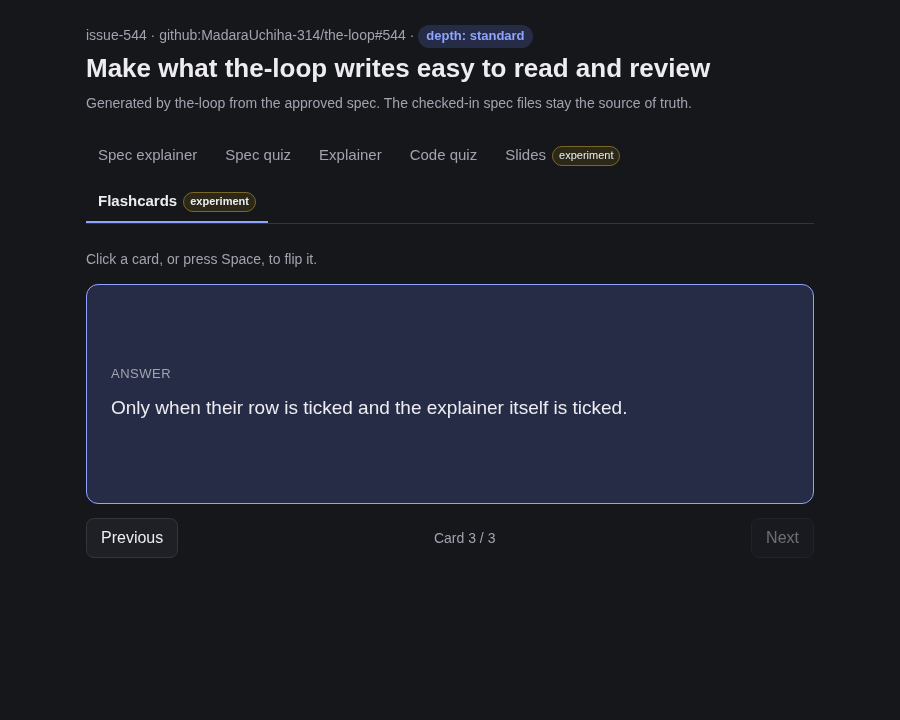 issue-544 · github:MadaraUchiha-314/the-loop#544 · depth: standard
Make what the-loop writes easy to read and review
Generated by the-loop from the approved spec. The checked-in spec files stay the source of truth.
Spec explainer Spec quiz Explainer Code quiz Slides experiment
Flashcards experiment
Click a card, or press Space, to flip it.
ANSWER
Only when their row is ticked and the explainer itself is ticked.
Previous Card 3 / 3 Next